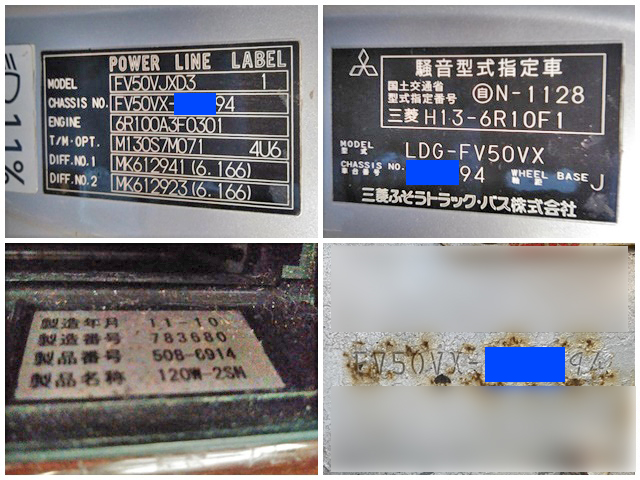 POWER LINE LABEL
MODEL FV50VJXD3 1
CHASSIS NO. FV50VX- 94
ENGINE 6R100A3F0301
T/M·OPT. M130S7M071 4U6
DIFF.NO.1 MK612941(6.166)
DIFF.NO.2 MK612923(6.166)
11%
騒音型式指定車
国土交通省
型式指定番号 自N-1128
三菱 H13-6R10F1
MODEL
型式 LDG-FV50VX
CHASSIS NO.
車台番号 94 WHEEL BASE
軸距 J
三菱ふそうトラック・バス株式会社
製造年月 11-10
製造番号 783680
製品番号 508-6914
製品名称 120W-2SM
FV50VX- 94